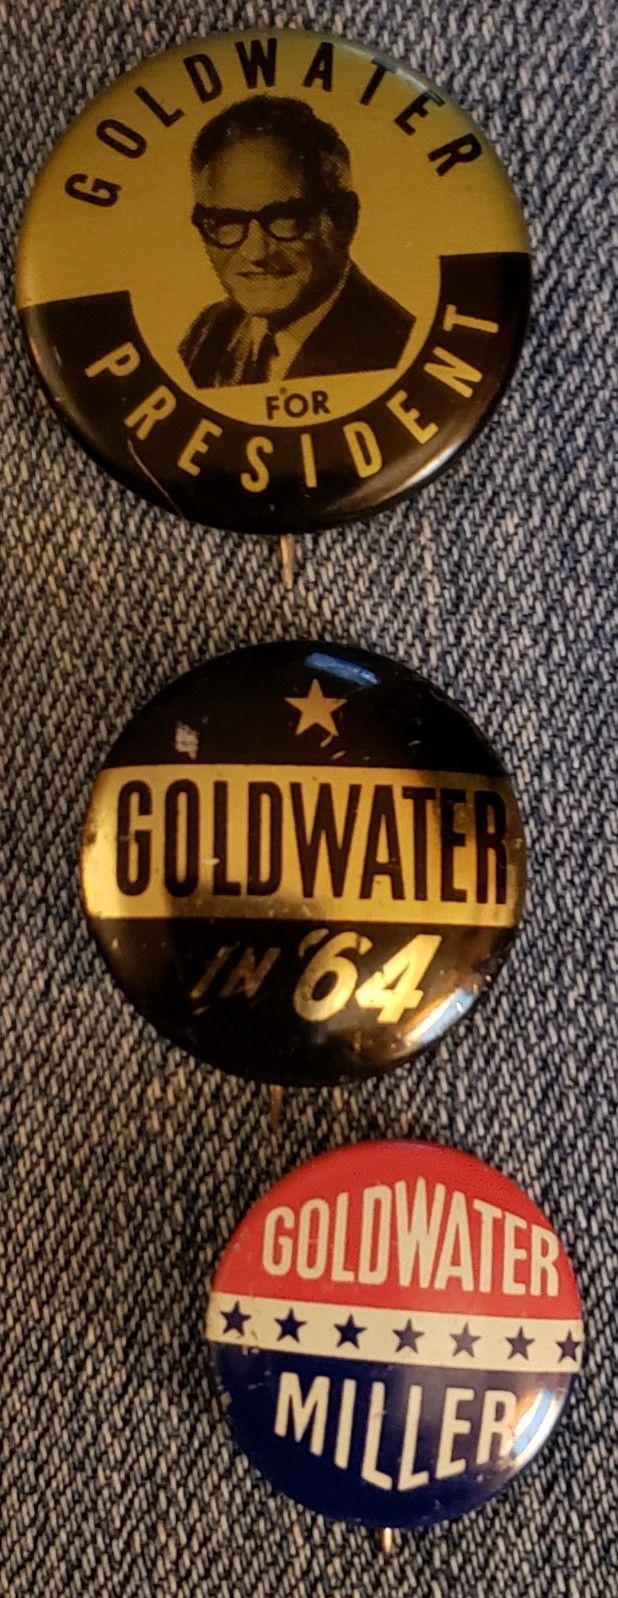 GOLDWATER
FOR
PRESIDENT
GOLDWATER
IN '64
GOLDWATER
MILLER